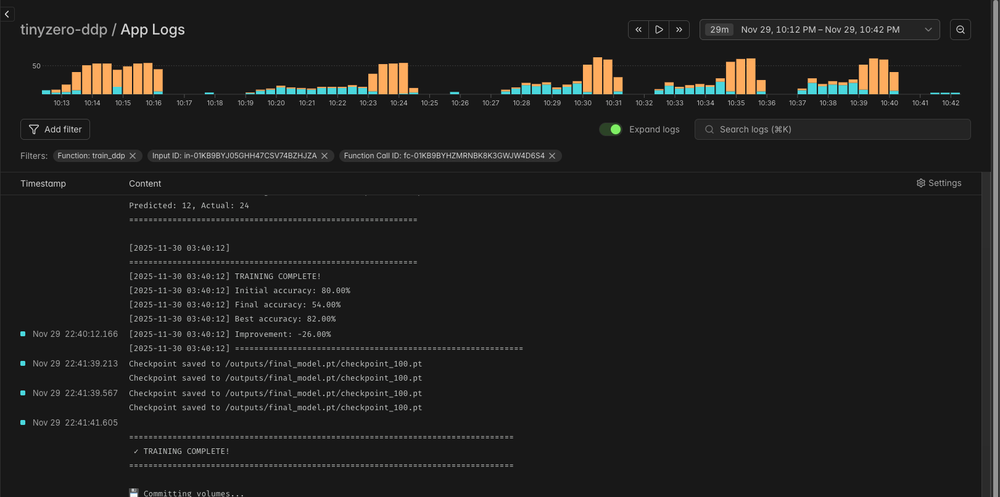 tinyzero-ddp / App Logs
29m Nov 29, 10:12 PM – Nov 29, 10:42 PM
50
10:13 10:14 10:15 10:16 10:17 10:18 10:19 10:20 10:21 10:22 10:23 10:24 10:25 10:26 10:27 10:28 10:29 10:30 10:31 10:32 10:33 10:34 10:35 10:36 10:37 10:38 10:39 10:40 10:41 10:42
Add filter
Expand logs
Search logs (⌘K)
Filters: Function: train_ddp Input ID: in-01KB9BYJ05GHH47CSV74BZHJZA Function Call ID: fc-01KB9BYHZMRNBK8K3GWJW4D6S4
Timestamp Content Settings
Predicted: 12, Actual: 24
============================================================
[2025-11-30 03:40:12]
============================================================
[2025-11-30 03:40:12] TRAINING COMPLETE!
[2025-11-30 03:40:12] Initial accuracy: 80.00%
[2025-11-30 03:40:12] Final accuracy: 54.00%
[2025-11-30 03:40:12] Best accuracy: 82.00%
Nov 29 22:40:12.166 [2025-11-30 03:40:12] Improvement: -26.00%
[2025-11-30 03:40:12] ============================================================
Nov 29 22:41:39.213 Checkpoint saved to /outputs/final_model.pt/checkpoint_100.pt
Checkpoint saved to /outputs/final_model.pt/checkpoint_100.pt
Nov 29 22:41:39.567 Checkpoint saved to /outputs/final_model.pt/checkpoint_100.pt
Checkpoint saved to /outputs/final_model.pt/checkpoint_100.pt
Nov 29 22:41:41.605
================================================================================
✓ TRAINING COMPLETE!
================================================================================
💾 Committing volumes...